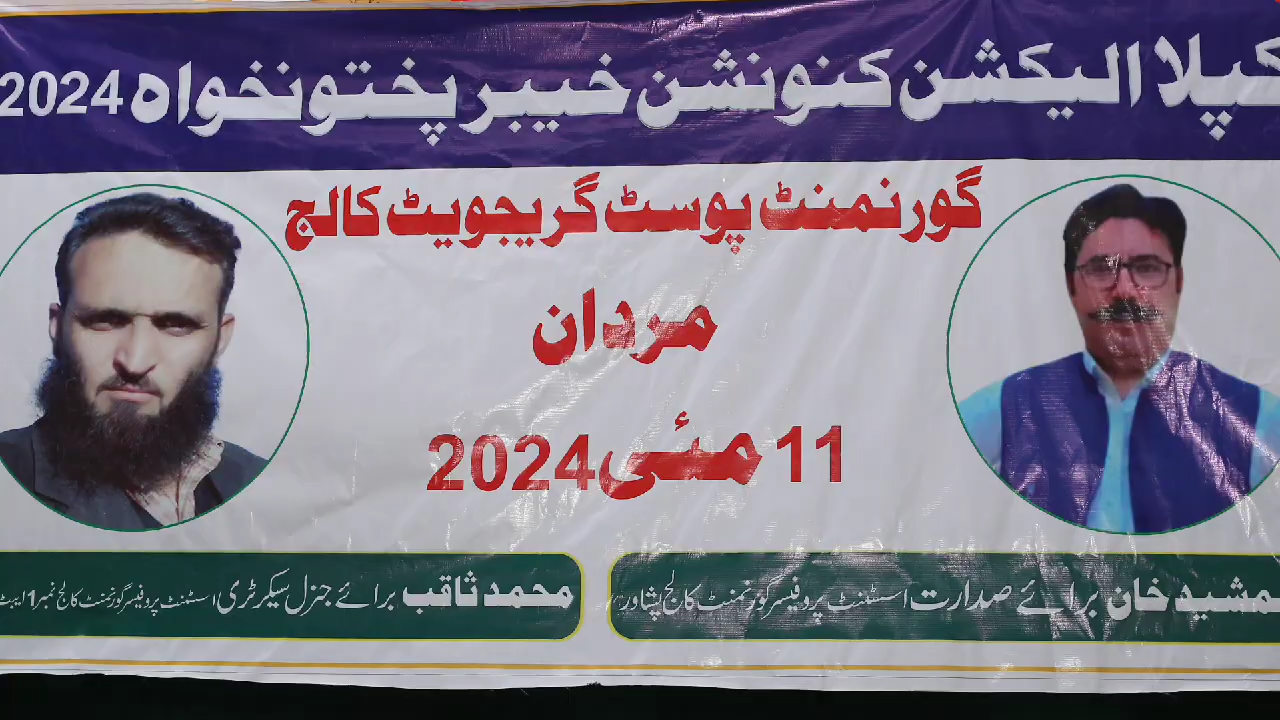 کپلا الیکشن کنونشن خیبر پختونخواہ 2024
گورنمنٹ پوسٹ گریجویٹ کالج
مردان
11 مئی 2024
مشید خان برائے صدارت اسسٹنٹ پروفیسر گورنمنٹ کالج پشاور
محمد ثاقب برائے جنرل سیکرٹری اسسٹنٹ پروفیسر گورنمنٹ کالج نمبر 1 ایبٹ